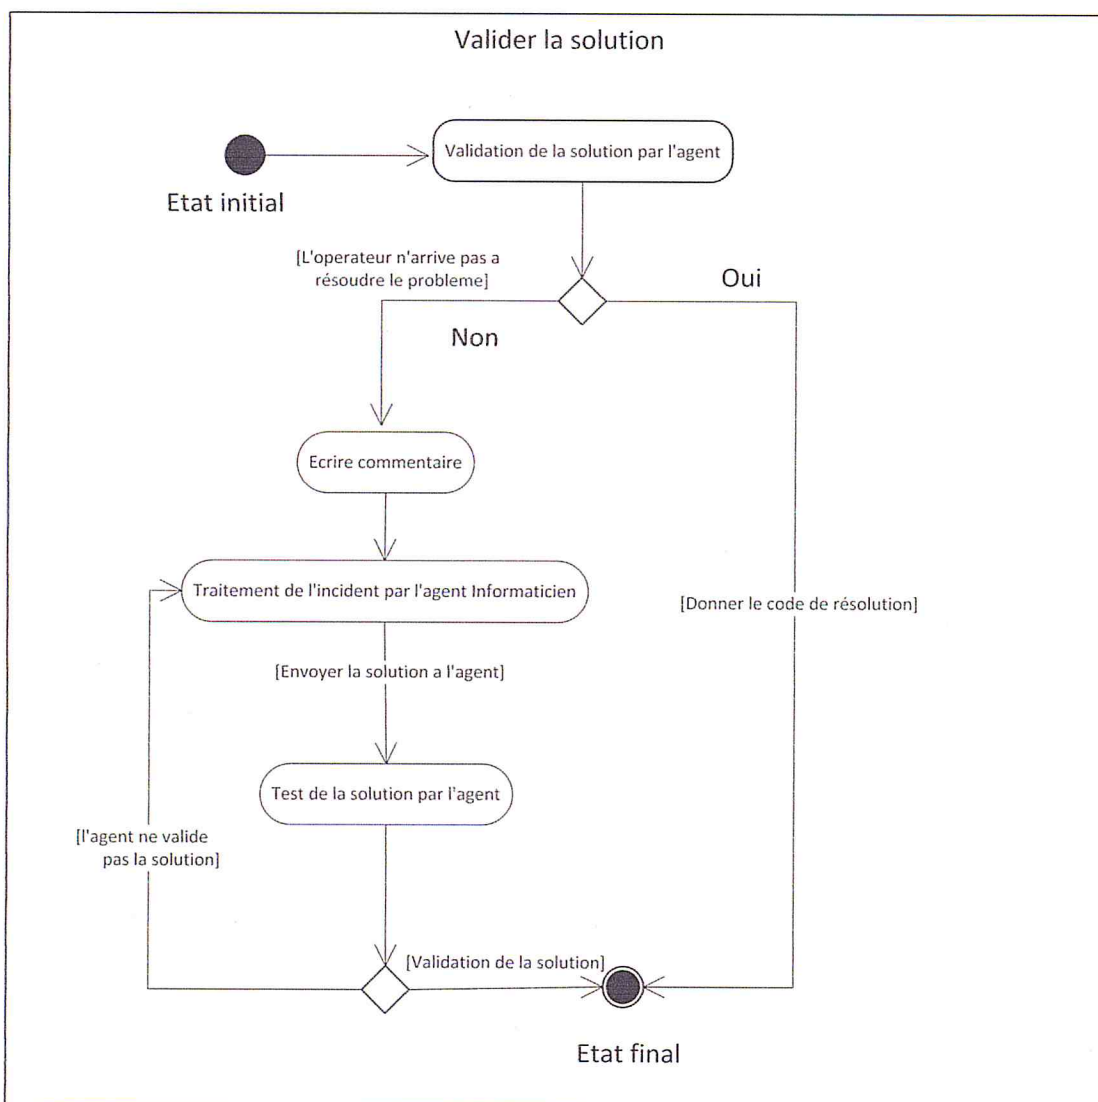 Valider la solution
Validation de la solution par l'agent
Etat initial
[L'operateur n'arrive pas a
résoudre le probleme]
Oui
Non
Ecrire commentaire
Traitement de l'incident par l'agent Informaticien
[Donner le code de résolution]
[Envoyer la solution a l'agent]
Test de la solution par l'agent
[l'agent ne valide
pas la solution]
[Validation de la solution]
Etat final